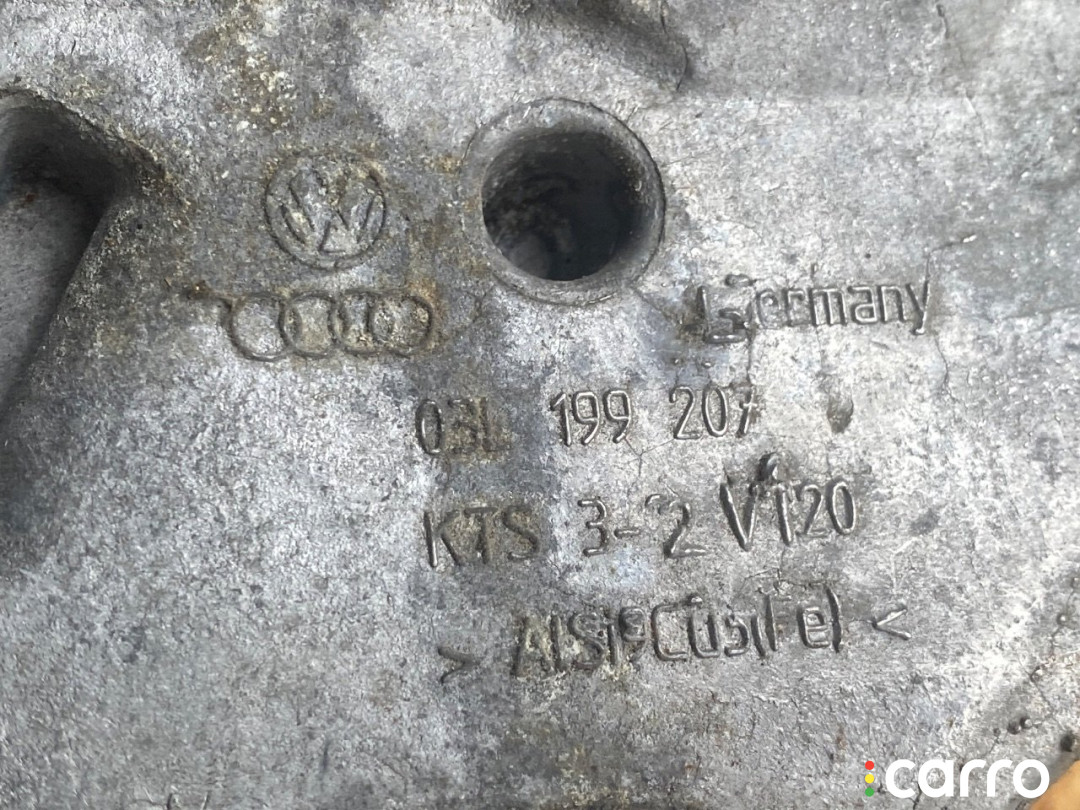 Germany
03L 199 207
KTS 3-2 V120
> AlSi9Cu3(Fe) <
carro